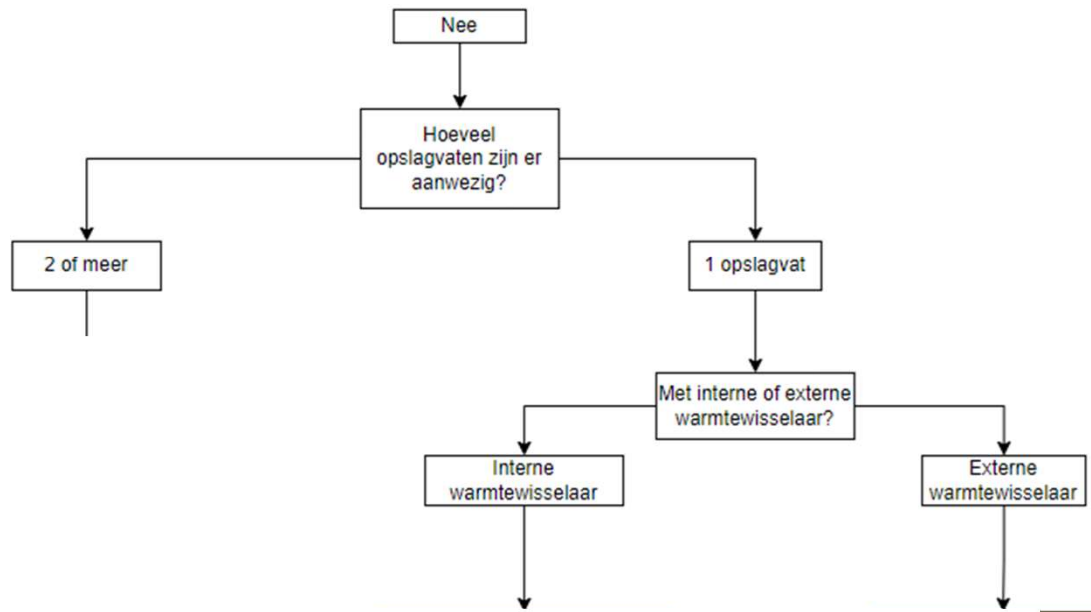 Nee
Hoeveel
opslagvaten zijn er
aanwezig?
2 of meer
1 opslagvat
Met interne of externe
warmtewisselaar?
Interne
warmtewisselaar
Externe
warmtewisselaar